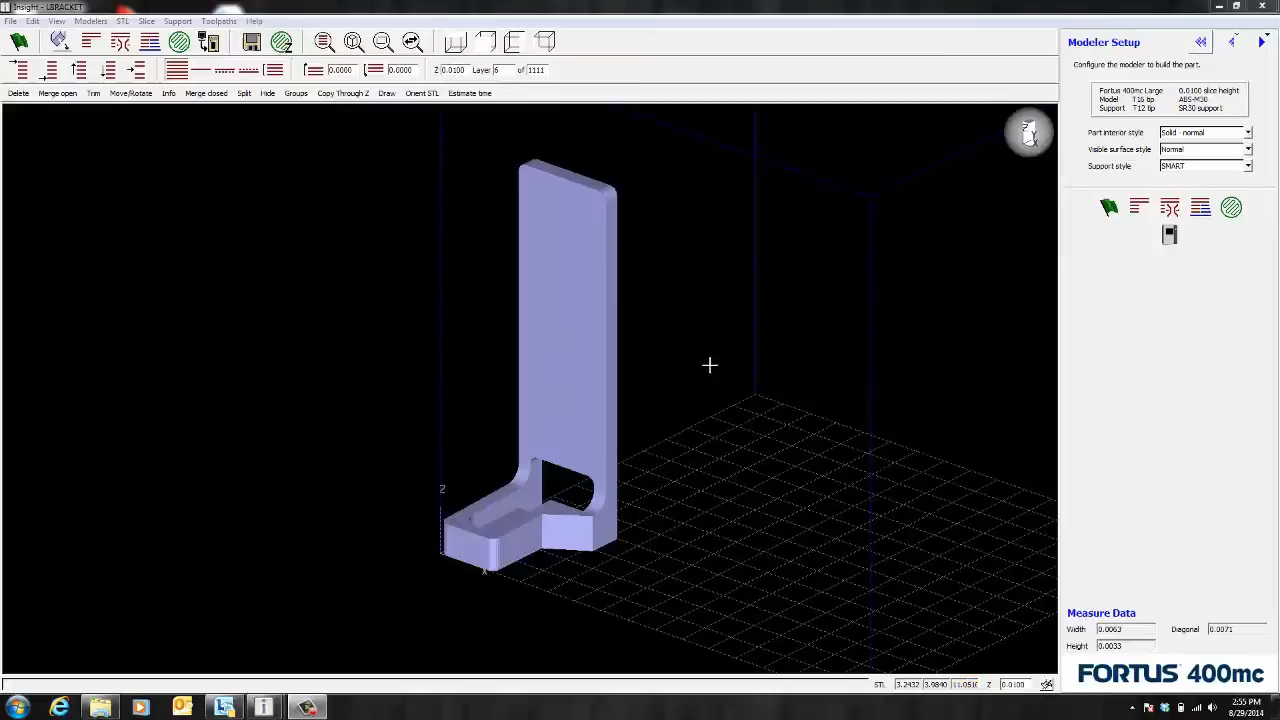 Insight - LBRACKET
File Edit View Modelers STL Slice Support Toolpaths Help
0.0000 0.0000 Z 0.0100 Layer 6 of 1111
Delete Merge open Trim Move/Rotate Info Merge closed Split Hide Groups Copy Through Z Draw Orient STL Estimate time
Z
X
Z
Y
X
Modeler Setup
Configure the modeler to build the part.
Fortus 400mc Large 0.0100 slice height
Model T16 tip ABS-M30
Support T12 tip SR30 support
Part interior style Solid - normal
Visible surface style Normal
Support style SMART
Measure Data
Width 0.0063 Diagonal 0.0071
Height 0.0033
FORTUS 400mc
STL 3.2432 3.9840 11.0510 Z 0.0100
2:55 PM
8/29/2014